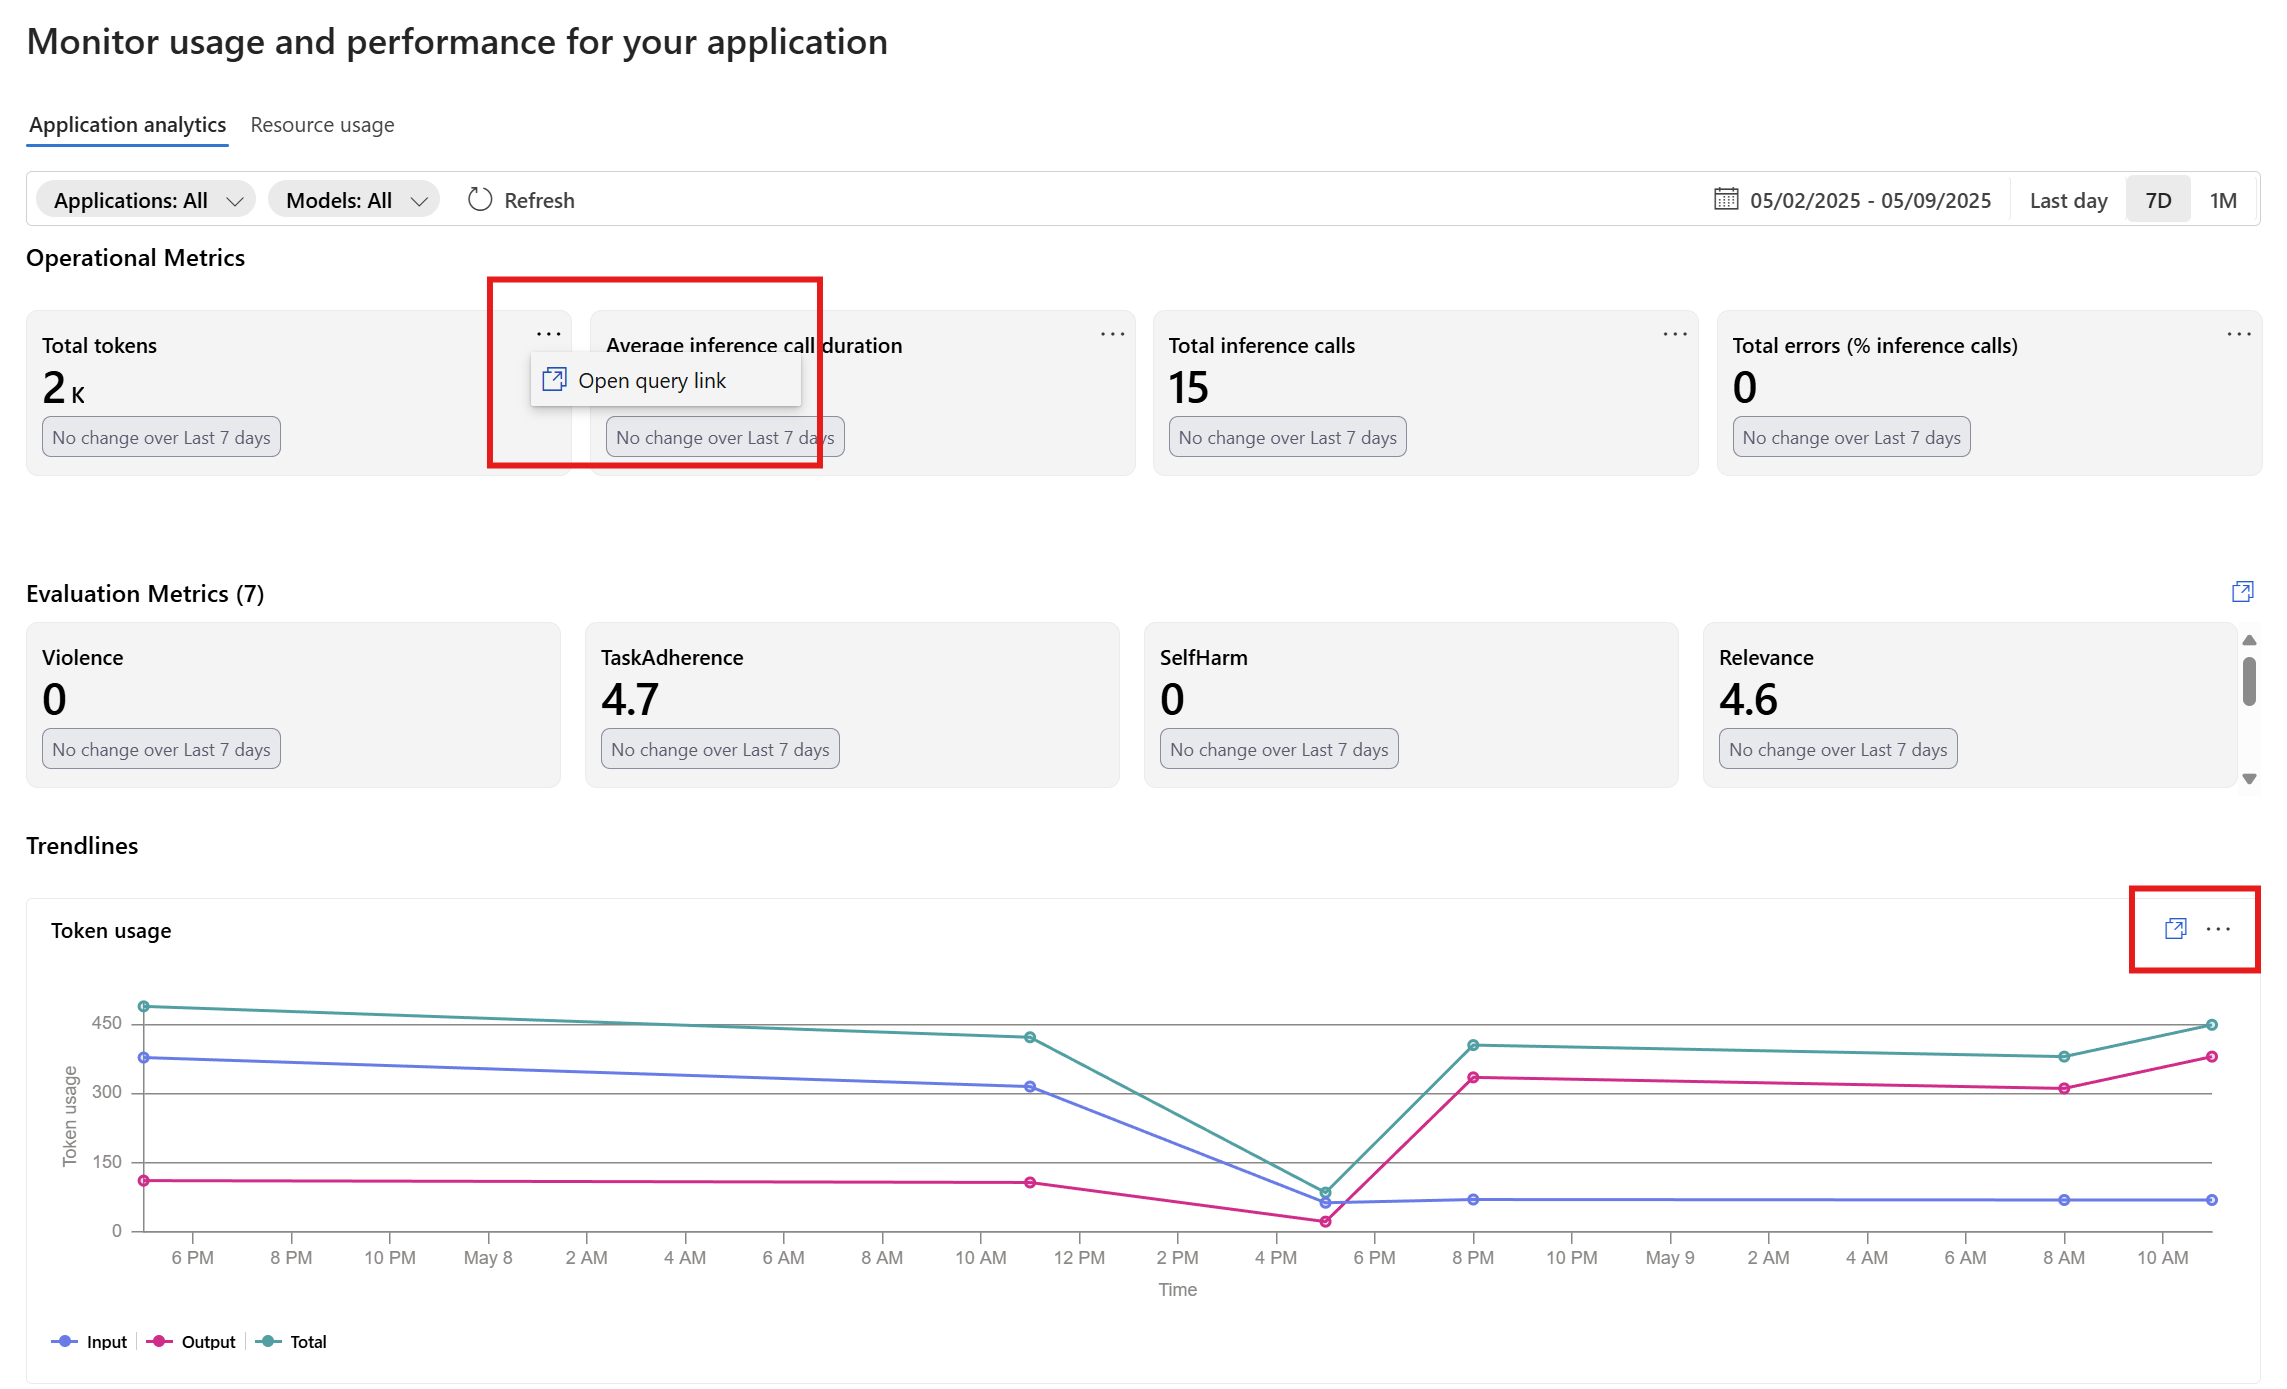 Monitor usage and performance for your application
Application analytics Resource usage
Applications: All Models: All Refresh 05/02/2025 - 05/09/2025 Last day 7D 1M
Operational Metrics
Total tokens Average inference call duration Total inference calls Total errors (% inference calls)
Open query link
2 K 15 0
No change over Last 7 days No change over Last 7 days No change over Last 7 days No change over Last 7 days
Evaluation Metrics (7)
Violence TaskAdherence SelfHarm Relevance
0 4.7 0 4.6
No change over Last 7 days No change over Last 7 days No change over Last 7 days No change over Last 7 days
Trendlines
Token usage
Token usage
450
300
150
0
6 PM 8 PM 10 PM May 8 2 AM 4 AM 6 AM 8 AM 10 AM 12 PM 2 PM 4 PM 6 PM 8 PM 10 PM May 9 2 AM 4 AM 6 AM 8 AM 10 AM
Time
Input Output Total